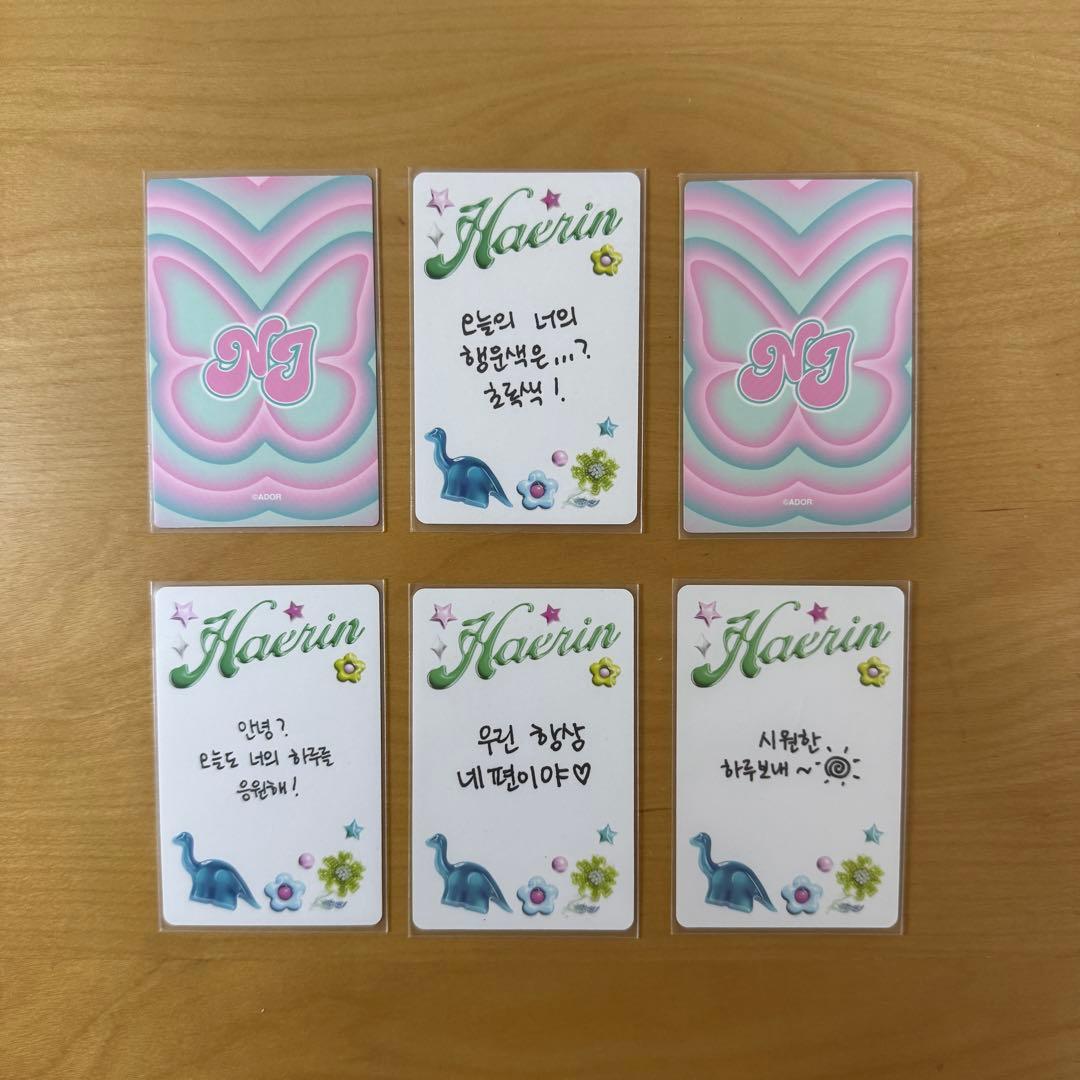 NJ
©ADOR
Haerin
오늘의 너의
행운색은...?
초록색!
NJ
©ADOR
Haerin
안녕?
오늘도 너의 하루를
응원해!
Haerin
우린 항상
네편이야♡
Haerin
시원한
하루보내~